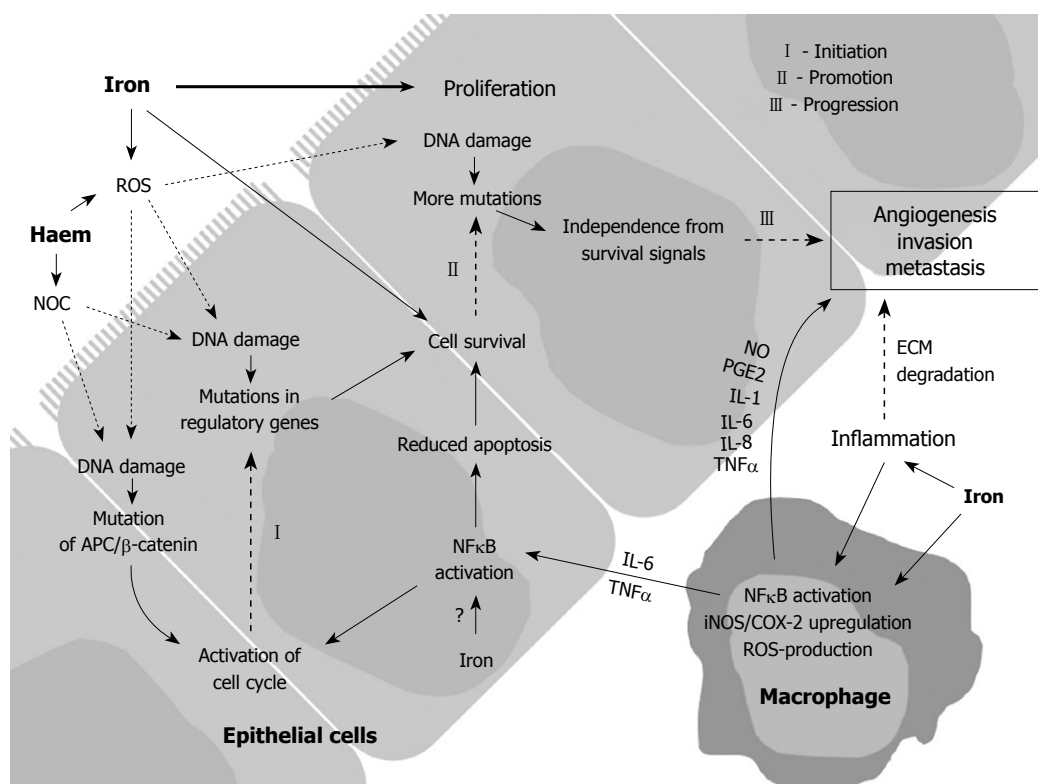 Ⅰ - Initiation
Ⅱ - Promotion
Ⅲ - Progression
Iron
Proliferation
DNA damage
ROS
More mutations
Haem
Independence from
survival signals
Ⅲ
Angiogenesis
invasion
metastasis
Ⅱ
NOC
DNA damage
Cell survival
NO
PGE2
IL-1
IL-6
IL-8
TNFα
ECM
degradation
Mutations in
regulatory genes
Reduced apoptosis
Inflammation
DNA damage
Iron
Mutation
of APC/β-catenin
Ⅰ
NFκB
activation
IL-6
TNFα
NFκB activation
iNOS/COX-2 upregulation
ROS-production
?
Activation of
cell cycle
Iron
Macrophage
Epithelial cells